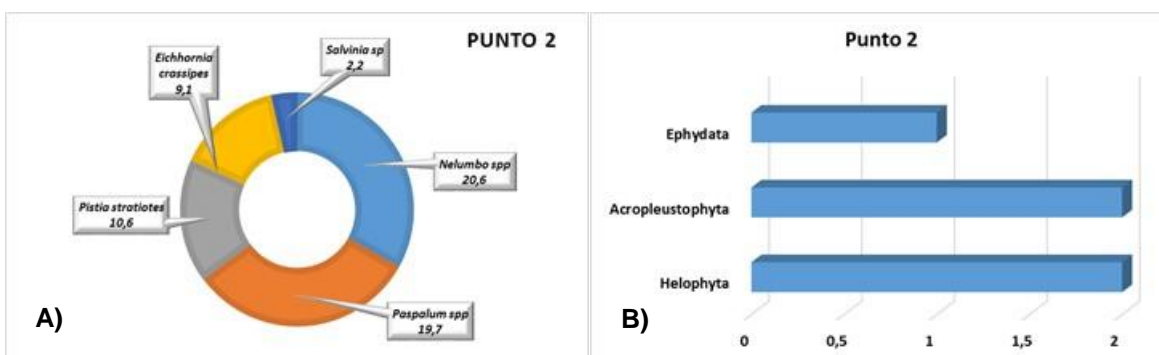 PUNTO 2
Salvinia sp
2,2
Eichhornia
crassipes
9,1
Nelumbo spp
20,6
Pistia stratiotes
10,6
Paspalum spp
19,7
A)
Punto 2
Ephydata
Acropleustophyta
Helophyta
0 0,5 1 1,5 2
B)